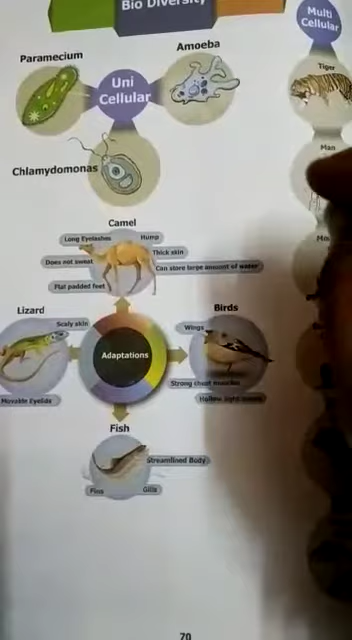 Bio Diversity
Multi
Cellular
Paramecium
Amoeba
Uni
Cellular
Chlamydomonas
Tiger
Man
Camel
Long Eyelashes
Hump
Does not sweat
Thick skin
Can store large amount of water
Flat padded feet
Lizard
Scaly skin
Movable Eyelids
Adaptations
Birds
Wings
Strong chest muscles
Hollow light bones
Fish
Streamlined Body
Fins
Gills
70